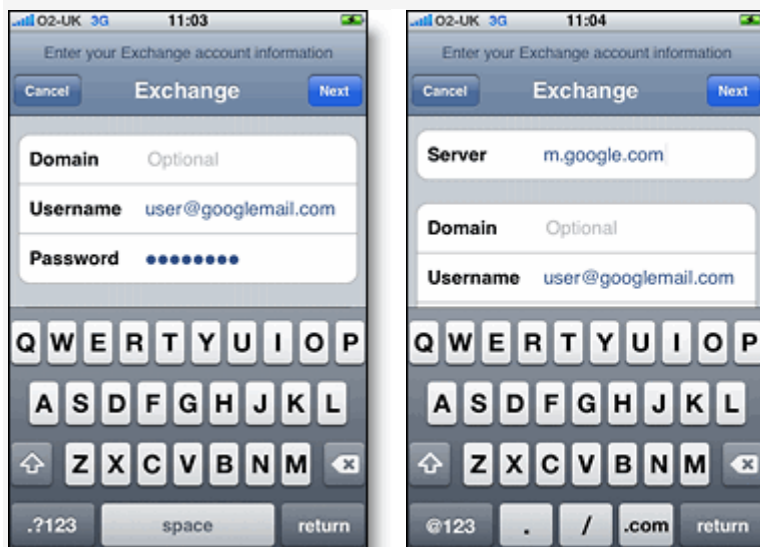 O2-UK 3G 11:03
Enter your Exchange account information
Cancel Exchange Next
Domain Optional
Username user@googlemail.com
Password ●●●●●●●●
Q W E R T Y U I O P
A S D F G H J K L
Z X C V B N M
.?123 space return
O2-UK 3G 11:04
Enter your Exchange account information
Cancel Exchange Next
Server m.google.com
Domain Optional
Username user@googlemail.com
Q W E R T Y U I O P
A S D F G H J K L
Z X C V B N M
@123 . / .com return